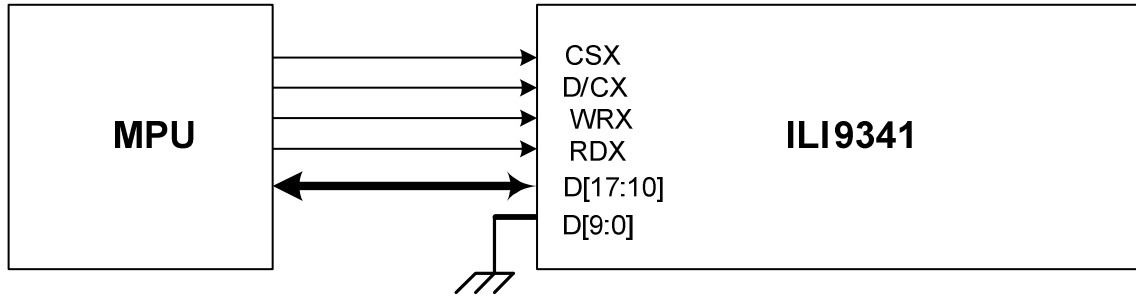 MPU
CSX
D/CX
WRX
RDX
D[17:10]
D[9:0]
ILI9341